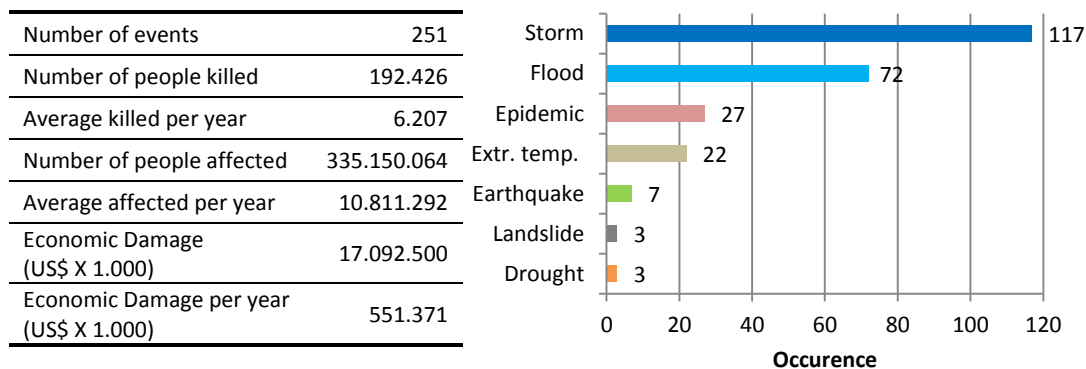 Number of events 251
Number of people killed 192.426
Average killed per year 6.207
Number of people affected 335.150.064
Average affected per year 10.811.292
Economic Damage
(US$ X 1.000) 17.092.500
Economic Damage per year
(US$ X 1.000) 551.371
Storm 117
Flood 72
Epidemic 27
Extr. temp. 22
Earthquake 7
Landslide 3
Drought 3
0 20 40 60 80 100 120
Occurence